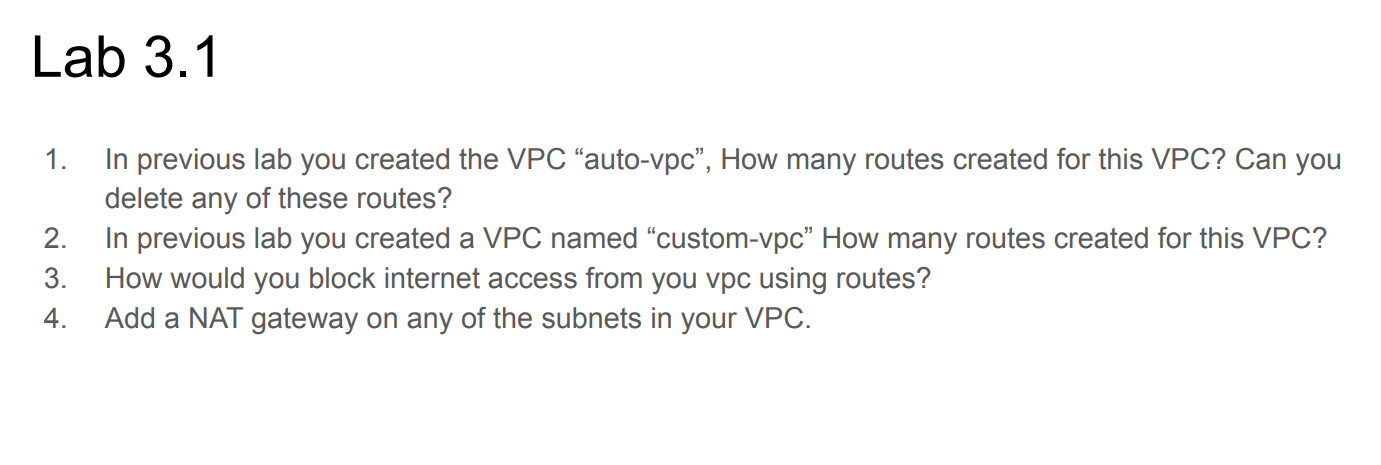 Lab 3.1
1. In previous lab you created the VPC “auto-vpc”, How many routes created for this VPC? Can you
delete any of these routes?
2. In previous lab you created a VPC named “custom-vpc” How many routes created for this VPC?
3. How would you block internet access from you vpc using routes?
4. Add a NAT gateway on any of the subnets in your VPC.